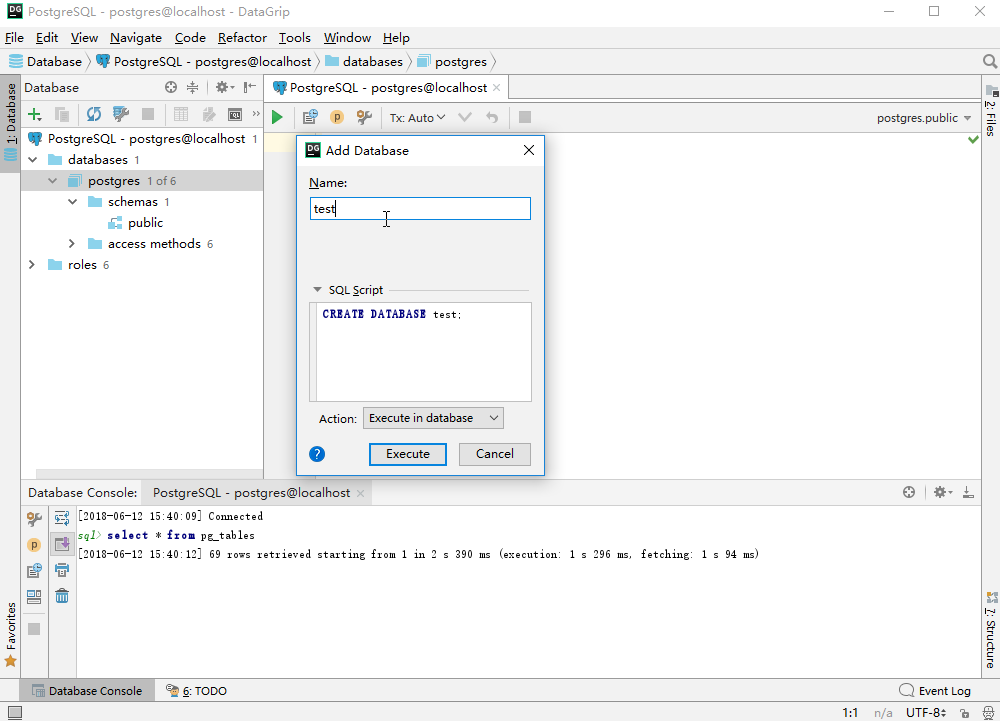 DG PostgreSQL - postgres@localhost - DataGrip
File Edit View Navigate Code Refactor Tools Window Help
Database PostgreSQL - postgres@localhost databases postgres
1: Database
Database
PostgreSQL - postgres@localhost
2: Files
Tx: Auto
postgres.public
PostgreSQL - postgres@localhost 1
databases 1
postgres 1 of 6
schemas 1
public
access methods 6
roles 6
DG Add Database
Name:
test
SQL Script
CREATE DATABASE test;
Action: Execute in database
? Execute Cancel
Database Console: PostgreSQL - postgres@localhost
[2018-06-12 15:40:09] Connected
sql> select * from pg_tables
[2018-06-12 15:40:12] 69 rows retrieved starting from 1 in 2 s 390 ms (execution: 1 s 296 ms, fetching: 1 s 94 ms)
Favorites
7: Structure
Database Console 6: TODO Event Log
1:1 n/a UTF-8